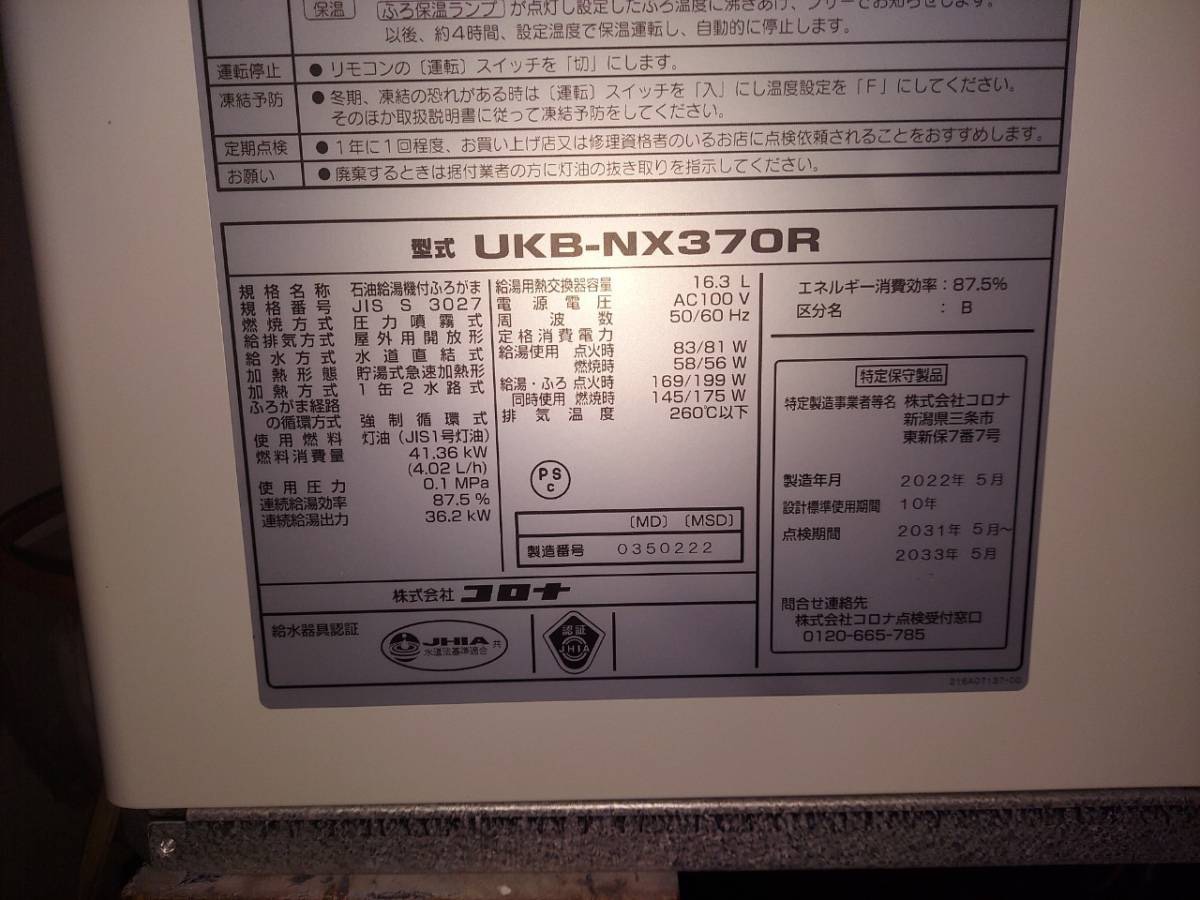 保温 ふろ保温ランプ が点灯し設定したふろ温度に沸きあげ、ブザーでお知らせします。
以後、約4時間、設定温度で保温運転し、自動的に停止します。
運転停止 ●リモコンの〔運転〕スイッチを「切」にします。
凍結予防 ●冬期、凍結の恐れがある時は〔運転〕スイッチを「入」にし温度設定を「F」にしてください。
そのほか取扱説明書に従って凍結予防をしてください。
定期点検 ●1年に1回程度、お買い上げ店又は修理資格者のいるお店に点検依頼されることをおすすめします。
お願い ●廃棄するときは据付業者の方に灯油の抜き取りを指示してください。
型式 UKB-NX370R
規格名称 石油給湯機付ふろがま
規格番号 JIS S 3027
燃焼方式 圧力噴霧式
給排気方式 屋外用開放形
給水方式 水道直結式
加熱形態 貯湯式急速加熱形
加熱方式 1缶2水路式
ふろがま経路
の循環方式 強制循環式
使用燃料 灯油(JIS1号灯油)
燃料消費量 41.36 kW
(4.02 L/h)
使用圧力 0.1 MPa
連続給湯効率 87.5 %
連続給湯出力 36.2 kW
給湯用熱交換器容量 16.3 L
電源電圧 AC100 V
周波数 50/60 Hz
定格消費電力
給湯使用 点火時 83/81 W
燃焼時 58/56 W
給湯・ふろ 点火時 169/199 W
同時使用 燃焼時 145/175 W
排気温度 260℃以下
PS
C
〔MD〕〔MSD〕
製造番号 0350222
エネルギー消費効率：87.5%
区分名 ： B
特定保守製品
特定製造事業者等名 株式会社コロナ
新潟県三条市
東新保7番7号
製造年月 2022年 5月
設計標準使用期間 10年
点検期間 2031年 5月～
2033年 5月
問合せ連絡先
株式会社コロナ点検受付窓口
0120-665-785
株式会社 コロナ
給水器具認証
JHIA
水道法基準適合 共
認証
JHIA
216A07137-00